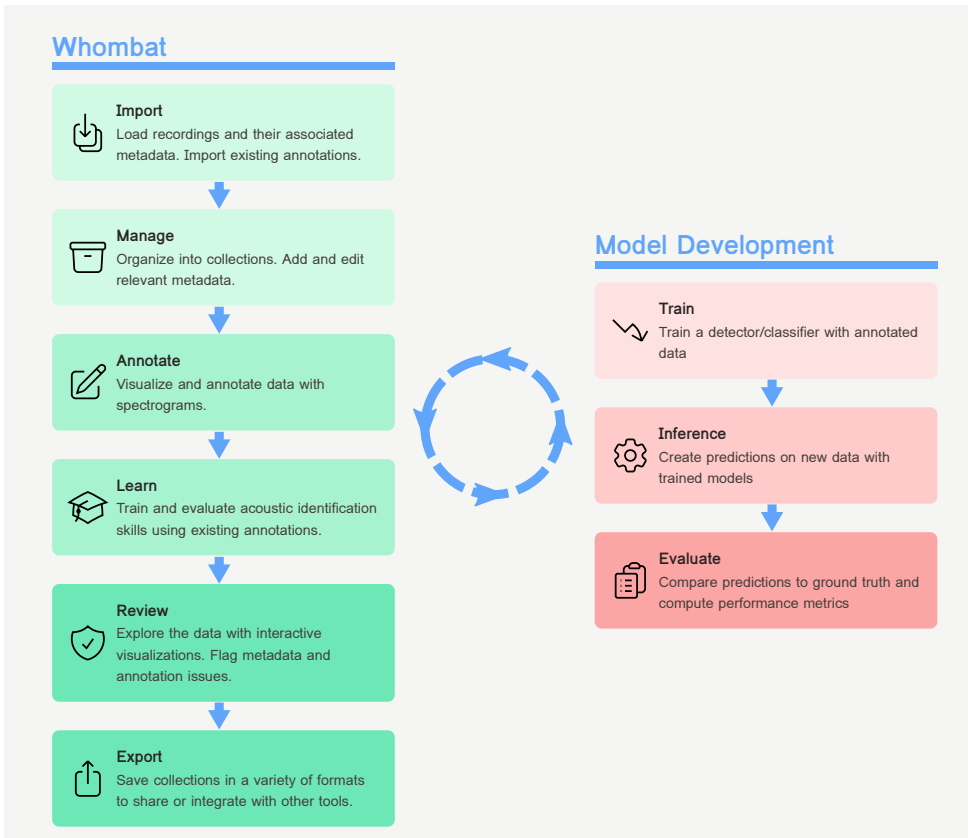 Whombat
Import
Load recordings and their associated
metadata. Import existing annotations.
Manage
Organize into collections. Add and edit
relevant metadata.
Annotate
Visualize and annotate data with
spectrograms.
Learn
Train and evaluate acoustic identification
skills using existing annotations.
Review
Explore the data with interactive
visualizations. Flag metadata and
annotation issues.
Export
Save collections in a variety of formats
to share or integrate with other tools.
Model Development
Train
Train a detector/classifier with annotated
data
Inference
Create predictions on new data with
trained models
Evaluate
Compare predictions to ground truth and
compute performance metrics